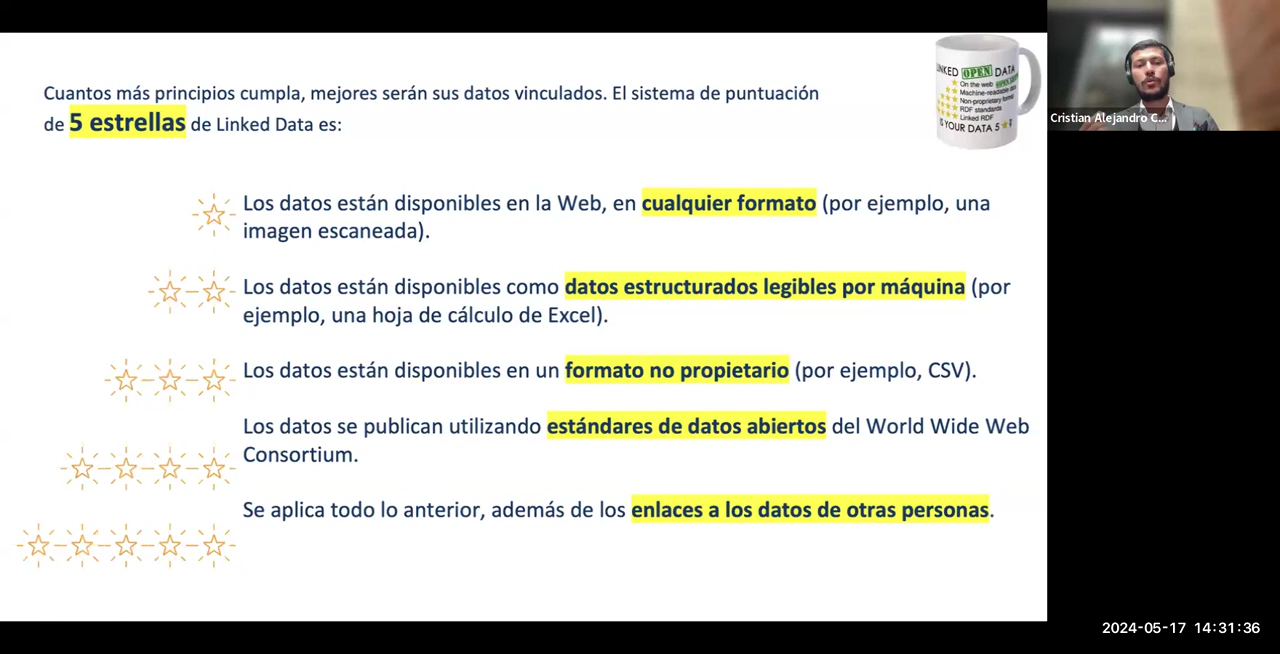 Cuantos más principios cumpla, mejores serán sus datos vinculados. El sistema de puntuación
de 5 estrellas de Linked Data es:
LINKED OPEN DATA
On the web
Machine-readable data
Non-proprietary format
RDF standards
Linked RDF
IS YOUR DATA 5
Cristian Alejandro C...
Los datos están disponibles en la Web, en cualquier formato (por ejemplo, una
imagen escaneada).
Los datos están disponibles como datos estructurados legibles por máquina (por
ejemplo, una hoja de cálculo de Excel).
Los datos están disponibles en un formato no propietario (por ejemplo, CSV).
Los datos se publican utilizando estándares de datos abiertos del World Wide Web
Consortium.
Se aplica todo lo anterior, además de los enlaces a los datos de otras personas.
2024-05-17 14:31:36